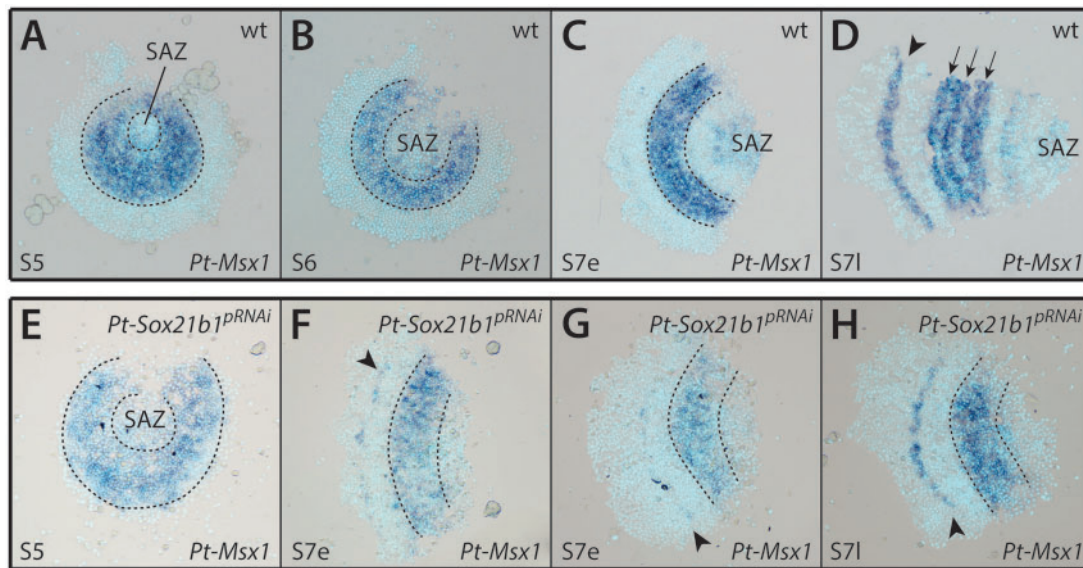 A
SAZ
wt
S5
Pt-Msx1
B
wt
SAZ
S6
Pt-Msx1
C
wt
SAZ
S7e
Pt-Msx1
D
wt
SAZ
S7l
Pt-Msx1
E
Pt-Sox21b1pRNAi
SAZ
S5
Pt-Msx1
F
Pt-Sox21b1pRNAi
S7e
Pt-Msx1
G
Pt-Sox21b1pRNAi
S7e
Pt-Msx1
H
Pt-Sox21b1pRNAi
S7l
Pt-Msx1